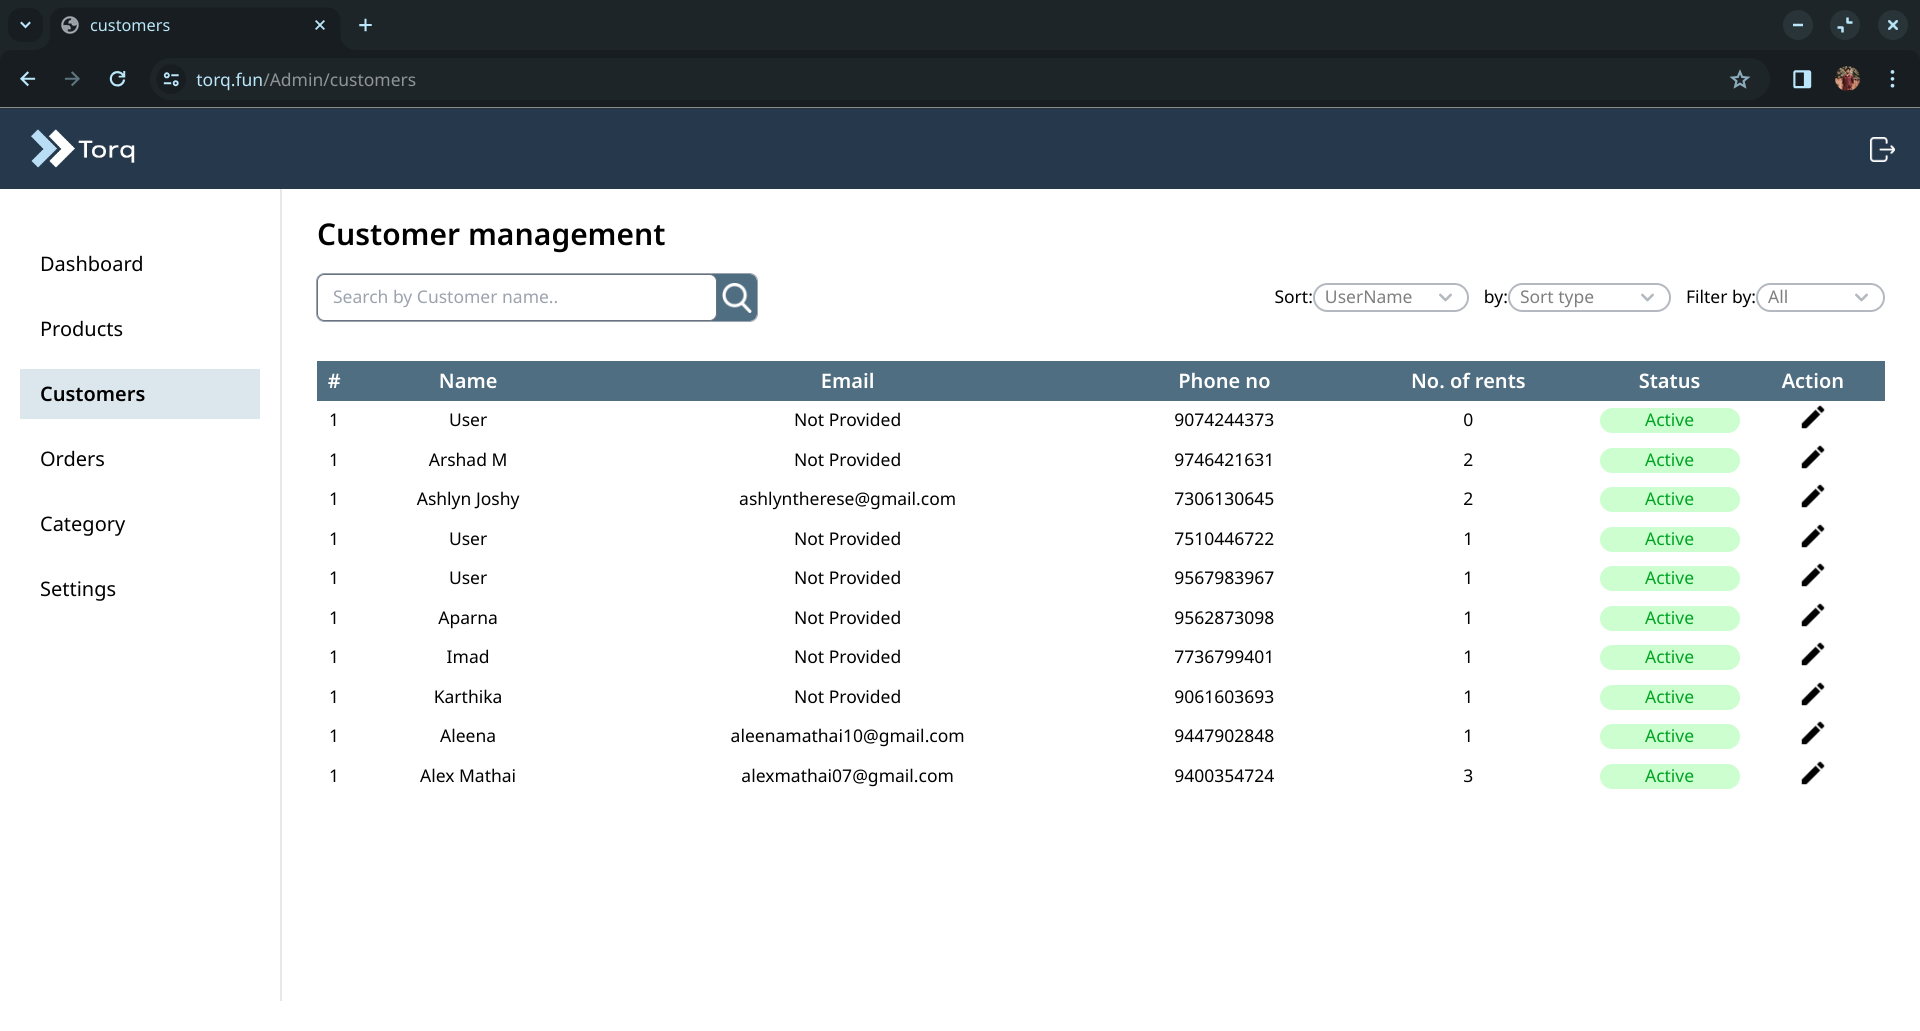 customers
torq.fun/Admin/customers
Torq
Dashboard
Products
Customers
Orders
Category
Settings
Customer management
Search by Customer name..
Sort: UserName by: Sort type Filter by: All
# Name Email Phone no No. of rents Status Action
1 User Not Provided 9074244373 0 Active
1 Arshad M Not Provided 9746421631 2 Active
1 Ashlyn Joshy ashlyntherese@gmail.com 7306130645 2 Active
1 User Not Provided 7510446722 1 Active
1 User Not Provided 9567983967 1 Active
1 Aparna Not Provided 9562873098 1 Active
1 Imad Not Provided 7736799401 1 Active
1 Karthika Not Provided 9061603693 1 Active
1 Aleena aleenamathai10@gmail.com 9447902848 1 Active
1 Alex Mathai alexmathai07@gmail.com 9400354724 3 Active